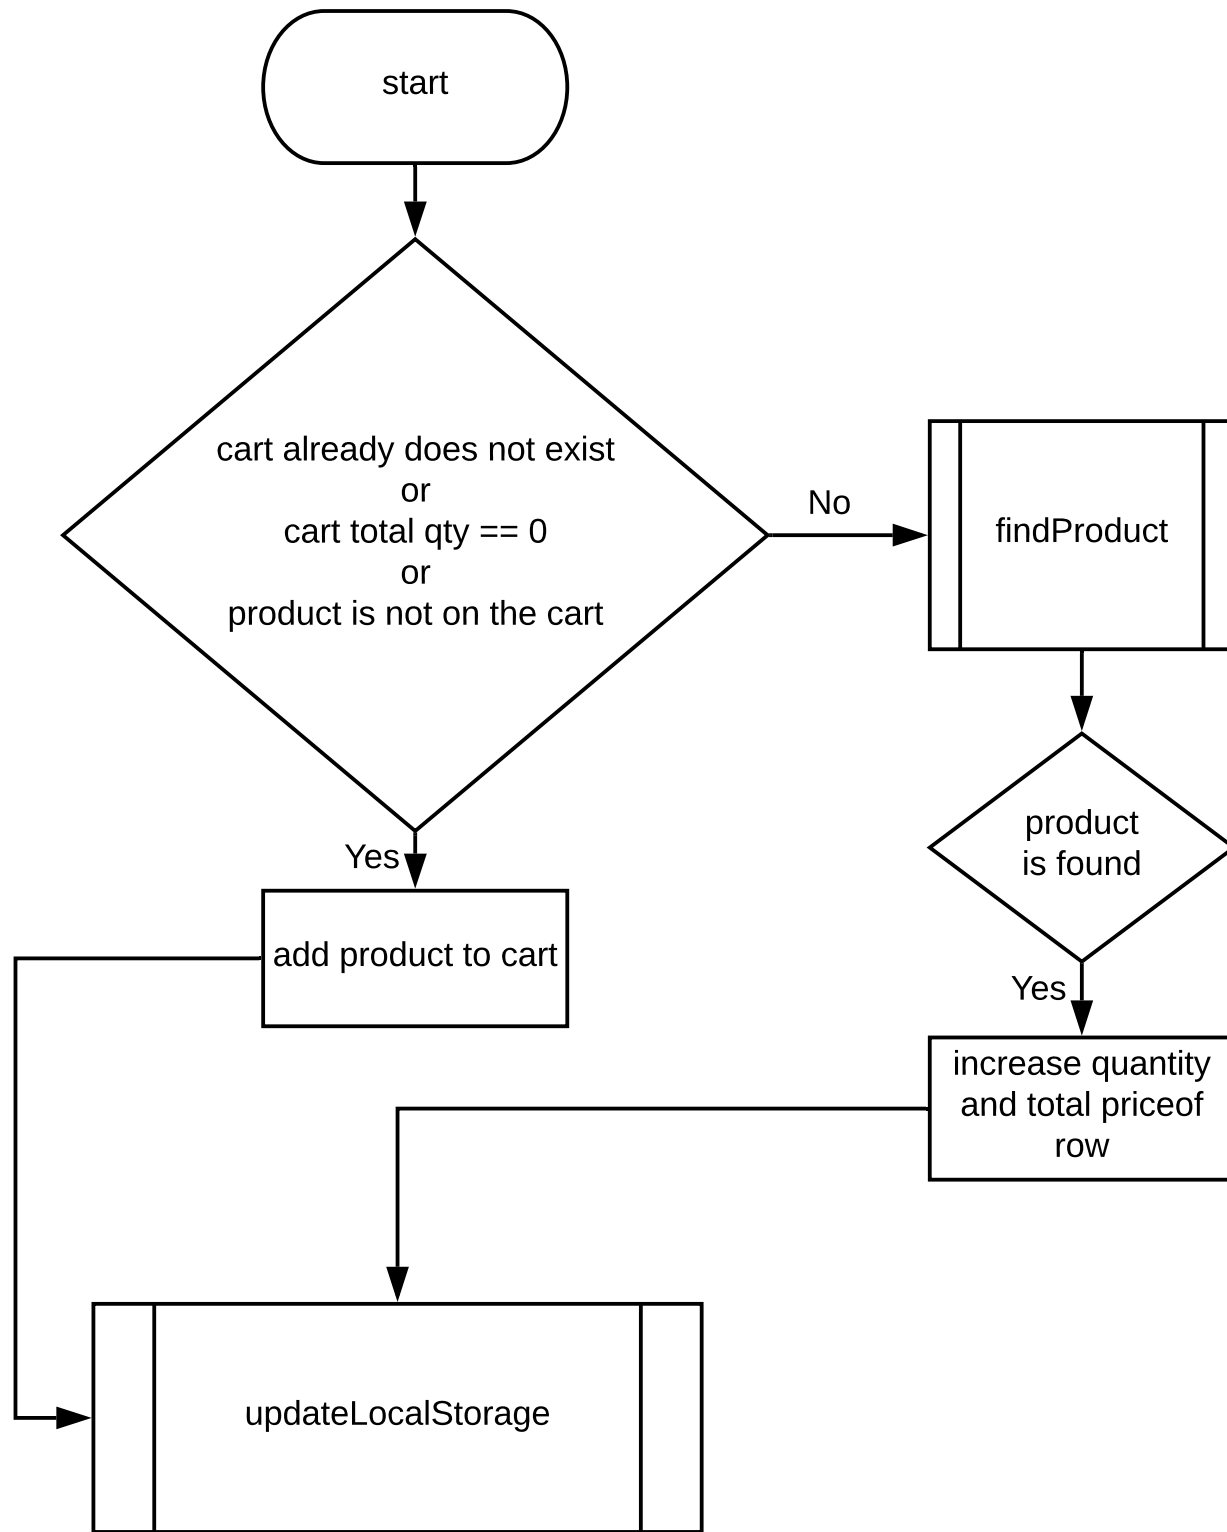 start
cart already does not exist
or
cart total qty == 0
or
product is not on the cart
No
findProduct
product
is found
Yes
add product to cart
Yes
increase quantity
and total priceof
row
updateLocalStorage